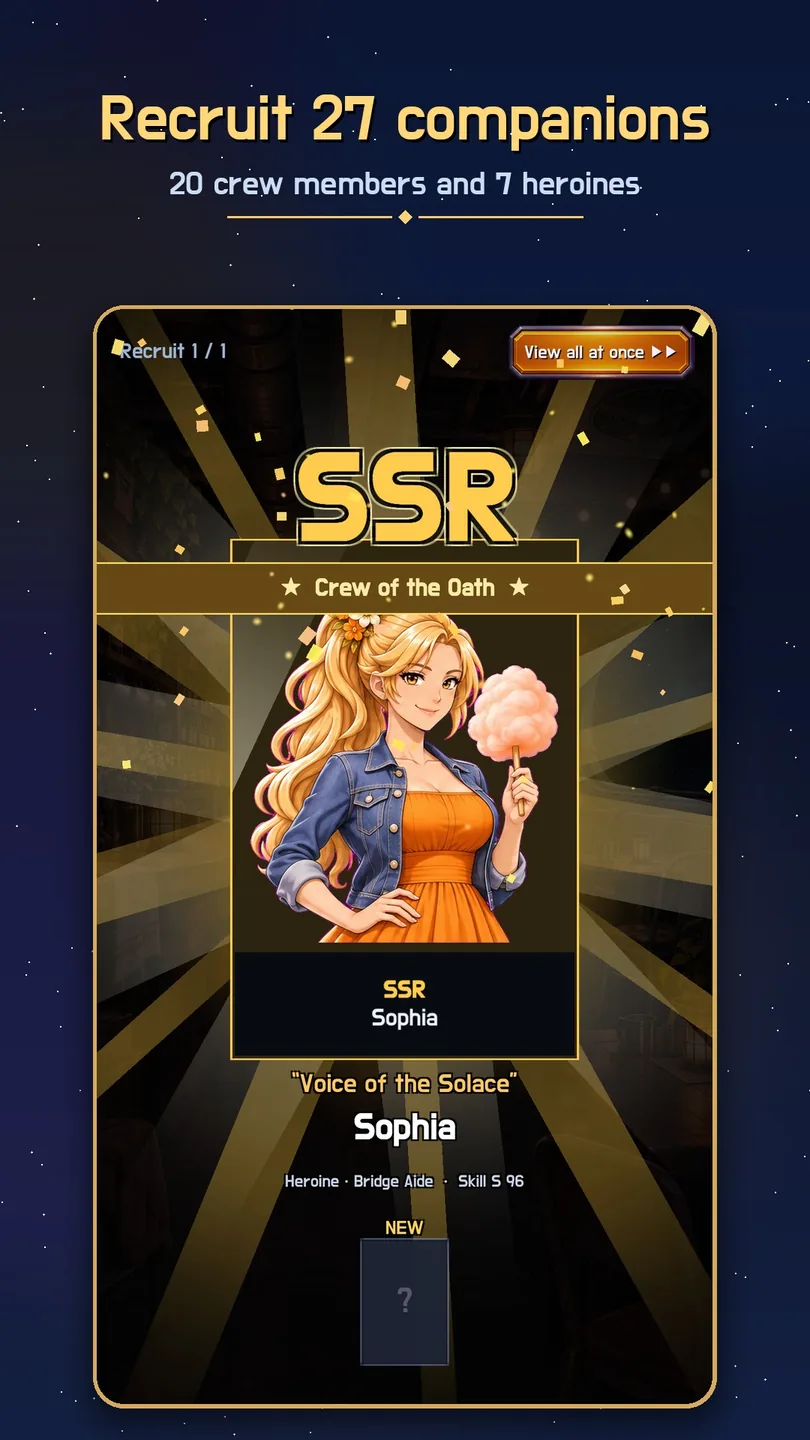 Recruit 27 companions
20 crew members and 7 heroines
Recruit 1 / 1
View all at once ▶▶
SSR
★ Crew of the Oath ★
SSR
Sophia
"Voice of the Solace"
Sophia
Heroine · Bridge Aide · Skill S 96
NEW
?